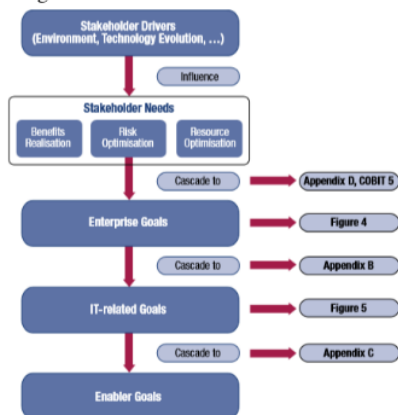 Stakeholder Drivers
(Environment, Technology Evolution, …)
Influence
Stakeholder Needs
Benefits
Realisation
Risk
Optimisation
Resource
Optimisation
Cascade to
Appendix D, COBIT 5
Enterprise Goals
Figure 4
Cascade to
Appendix B
IT-related Goals
Figure 5
Cascade to
Appendix C
Enabler Goals